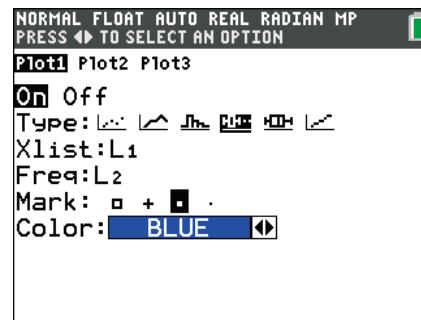 NORMAL FLOAT AUTO REAL RADIAN MP
PRESS ◄► TO SELECT AN OPTION
Plot1 Plot2 Plot3
On Off
Type:
Xlist:L₁
Freq:L₂
Mark: ▫ + ▪ ·
Color: BLUE ◄►